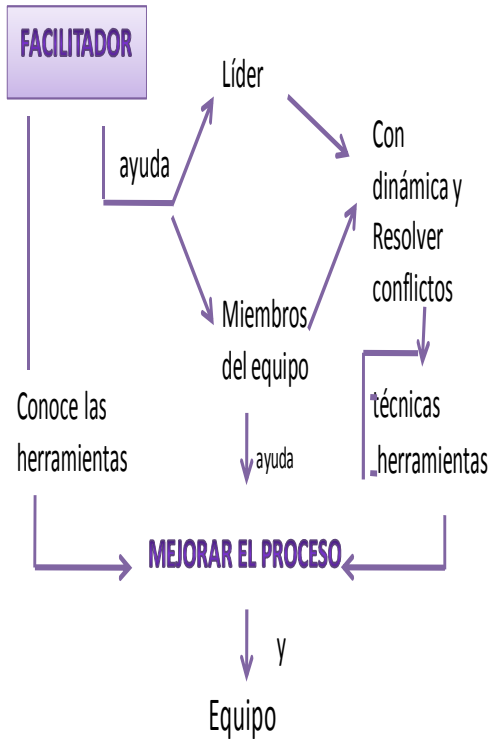 FACILITADOR
Líder
ayuda
Con
dinámica y
Resolver
conflictos
Miembros
del equipo
Conoce las
herramientas
técnicas
herramientas
ayuda
MEJORAR EL PROCESO
y
Equipo